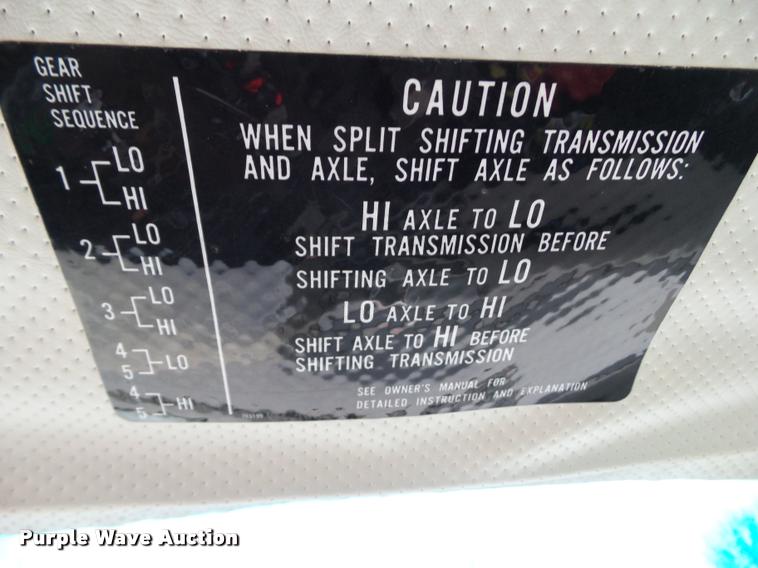 GEAR
SHIFT
SEQUENCE
1 LO
HI
2 LO
HI
3 LO
HI
4
5 LO
4
5 HI
CAUTION
WHEN SPLIT SHIFTING TRANSMISSION
AND AXLE, SHIFT AXLE AS FOLLOWS:
HI AXLE TO LO
SHIFT TRANSMISSION BEFORE
SHIFTING AXLE TO LO
LO AXLE TO HI
SHIFT AXLE TO HI BEFORE
SHIFTING TRANSMISSION
SEE OWNER'S MANUAL FOR
DETAILED INSTRUCTION AND EXPLANATION
Purple Wave Auction